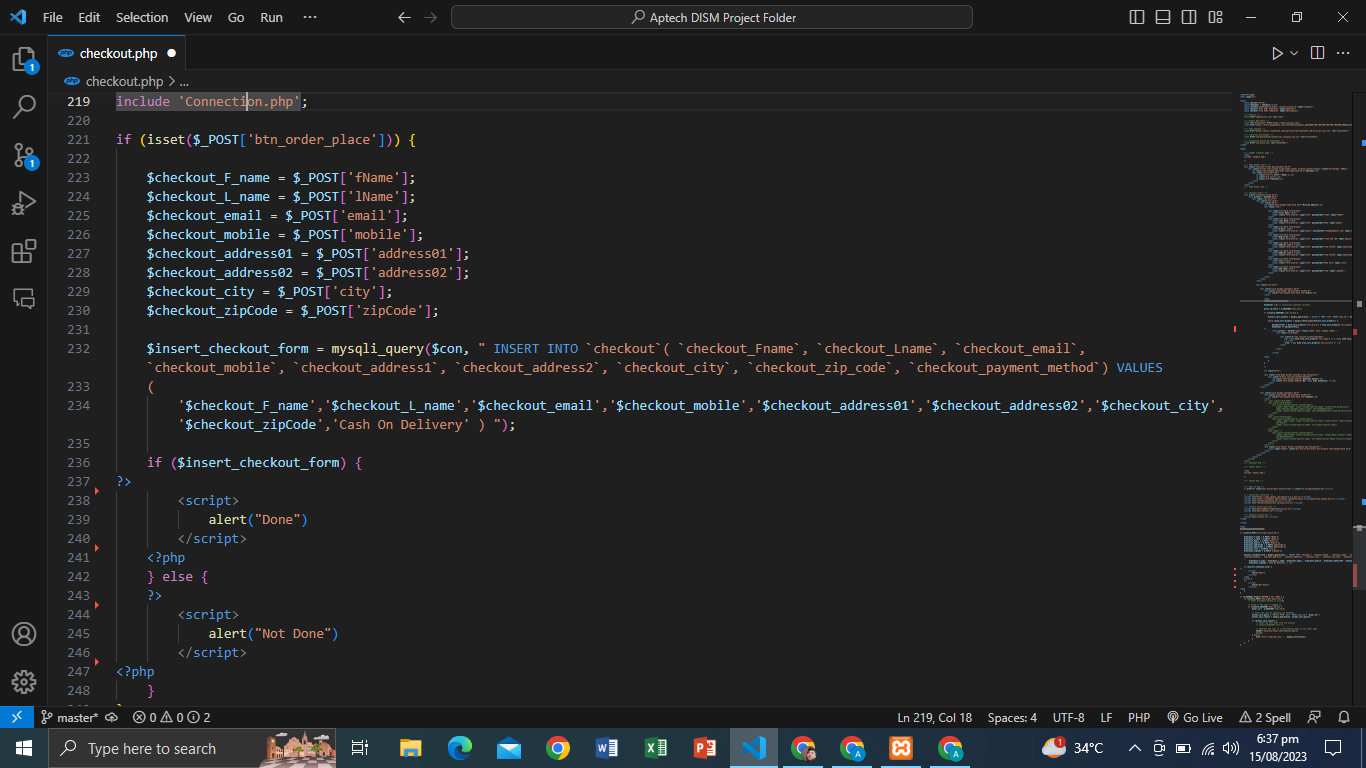 File Edit Selection View Go Run ··· Aptech DISM Project Folder
php checkout.php
php checkout.php > ...
219 include 'Connection.php';
220
221 if (isset($_POST['btn_order_place'])) {
222
223 $checkout_F_name = $_POST['fName'];
224 $checkout_L_name = $_POST['lName'];
225 $checkout_email = $_POST['email'];
226 $checkout_mobile = $_POST['mobile'];
227 $checkout_address01 = $_POST['address01'];
228 $checkout_address02 = $_POST['address02'];
229 $checkout_city = $_POST['city'];
230 $checkout_zipCode = $_POST['zipCode'];
231
232 $insert_checkout_form = mysqli_query($con, " INSERT INTO `checkout`( `checkout_Fname`, `checkout_Lname`, `checkout_email`,
`checkout_mobile`, `checkout_address1`, `checkout_address2`, `checkout_city`, `checkout_zip_code`, `checkout_payment_method`) VALUES
233 (
234 '$checkout_F_name','$checkout_L_name','$checkout_email','$checkout_mobile','$checkout_address01','$checkout_address02','$checkout_city',
'$checkout_zipCode','Cash On Delivery' ) ");
235
236 if ($insert_checkout_form) {
237 ?>
238 <script>
239 alert("Done")
240 </script>
241 <?php
242 } else {
243 ?>
244 <script>
245 alert("Not Done")
246 </script>
247 <?php
248 }
master* 0 0 2 Ln 219, Col 18 Spaces: 4 UTF-8 LF PHP Go Live 2 Spell
Type here to search 34°C 6:37 pm
15/08/2023